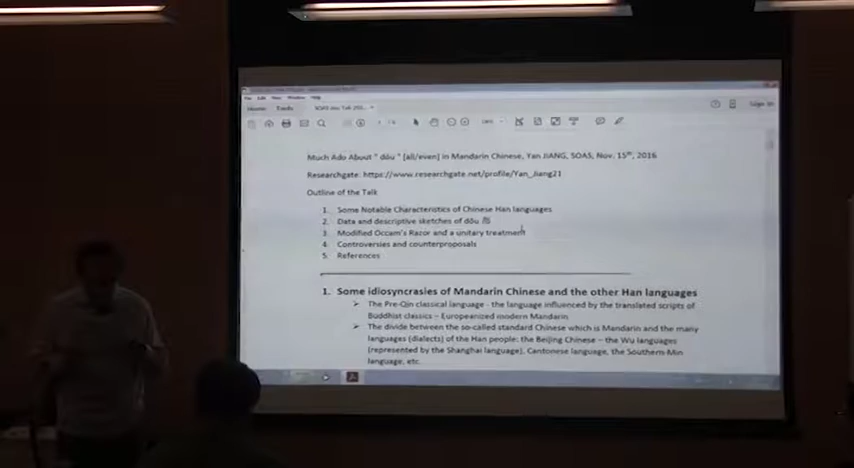 Home Tools
Sign In
Much Ado About " dōu " [all/even] in Mandarin Chinese, Yan JIANG, SOAS, Nov. 15th, 2016
Researchgate: https://www.researchgate.net/profile/Yan_Jiang21
Outline of the Talk
1. Some Notable Characteristics of Chinese Han languages
2. Data and descriptive sketches of dōu 都
3. Modified Occam's Razor and a unitary treatment
4. Controversies and counterproposals
5. References
1. Some idiosyncrasies of Mandarin Chinese and the other Han languages
➢ The Pre-Qin classical language - the language influenced by the translated scripts of
Buddhist classics – Europeanized modern Mandarin
➢ The divide between the so-called standard Chinese which is Mandarin and the many
languages (dialects) of the Han people: the Beijing Chinese – the Wu languages
(represented by the Shanghai language), Cantonese language, the Southern-Min
language, etc.